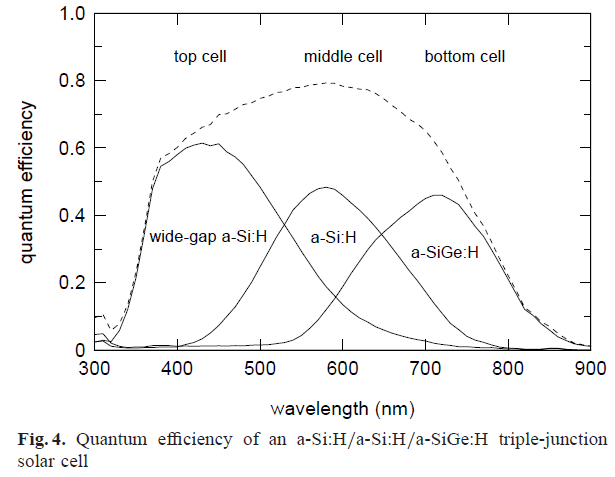 1.0
top cell middle cell bottom cell
0.8
0.6
quantum efficiency
0.4
wide-gap a-Si:H a-Si:H a-SiGe:H
0.2
0
300 400 500 600 700 800 900
wavelength (nm)
Fig. 4. Quantum efficiency of an a-Si:H/a-Si:H/a-SiGe:H triple-junction
solar cell